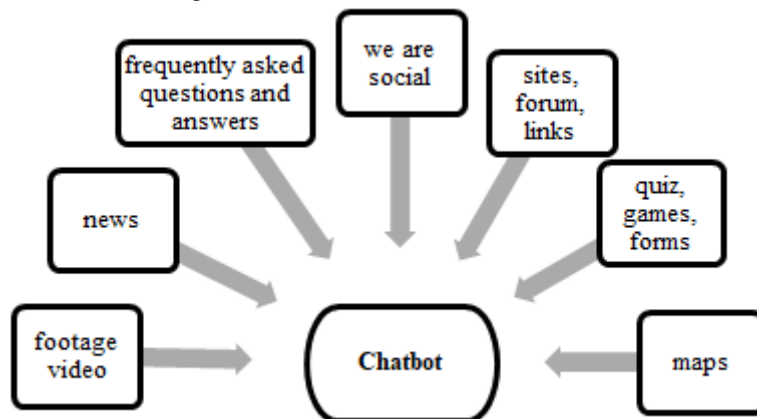 we are
social
frequently asked
questions and
answers
sites,
forum,
links
news
quiz,
games,
forms
footage
video
Chatbot
maps